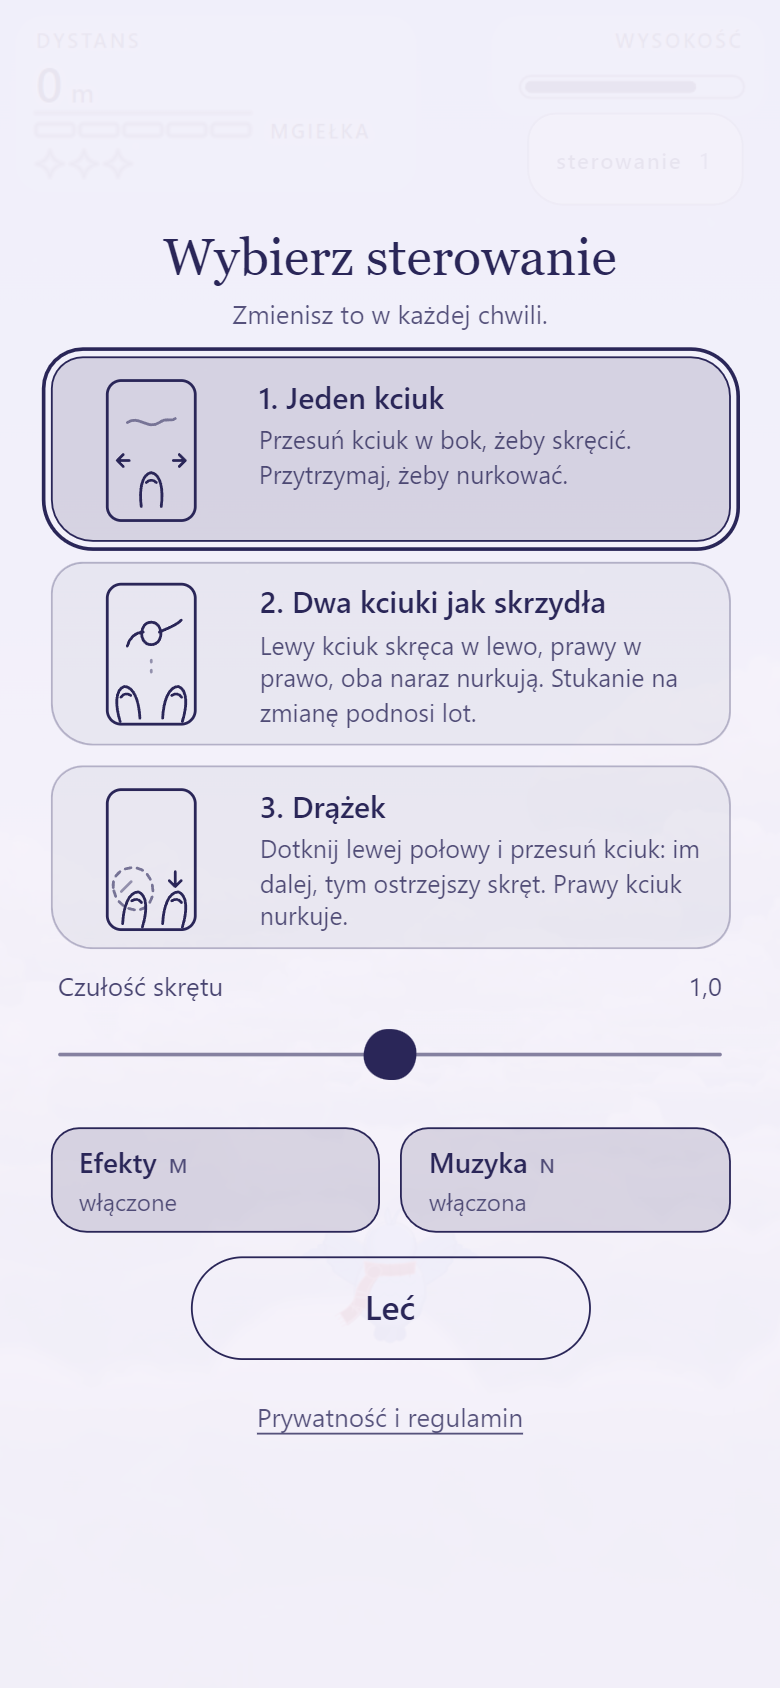 DYSTANS
WYSOKOŚĆ
0 m
MGIEŁKA
sterowanie 1
Wybierz sterowanie
Zmienisz to w każdej chwili.
1. Jeden kciuk
Przesuń kciuk w bok, żeby skręcić.
Przytrzymaj, żeby nurkować.
2. Dwa kciuki jak skrzydła
Lewy kciuk skręca w lewo, prawy w
prawo, oba naraz nurkują. Stukanie na
zmianę podnosi lot.
3. Drążek
Dotknij lewej połowy i przesuń kciuk: im
dalej, tym ostrzejszy skręt. Prawy kciuk
nurkuje.
Czułość skrętu 1,0
Efekty M
włączone
Muzyka N
włączona
Leć
Prywatność i regulamin